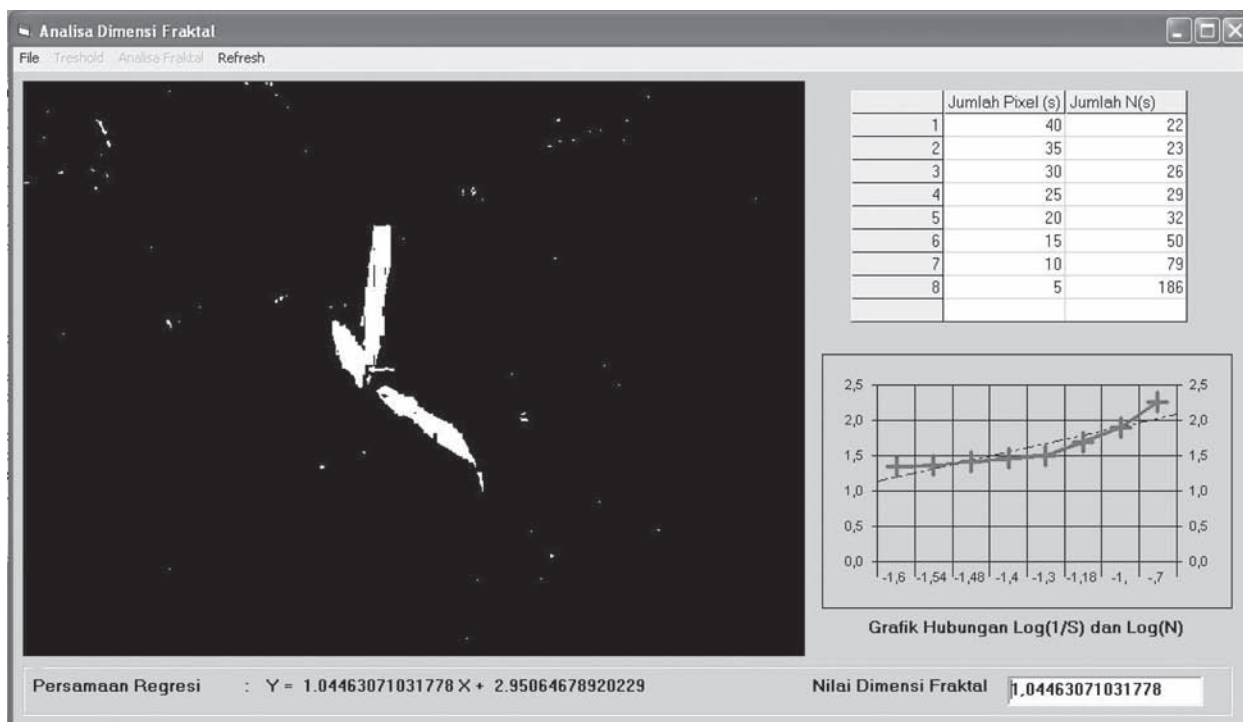 Analisa Dimensi Fraktal
File Treshold Analisa Fraktal Refresh
Jumlah Pixel (s) Jumlah N(s)
1 40 22
2 35 23
3 30 26
4 25 29
5 20 32
6 15 50
7 10 79
8 5 186
2,5 2,5
2,0 2,0
1,5 1,5
1,0 1,0
0,5 0,5
0,0 0,0
-1,6 -1,54 -1,48 -1,4 -1,3 -1,18 -1, -,7
Grafik Hubungan Log(1/S) dan Log(N)
Persamaan Regresi : Y = 1.04463071031778 X + 2.95064678920229 Nilai Dimensi Fraktal 1,04463071031778